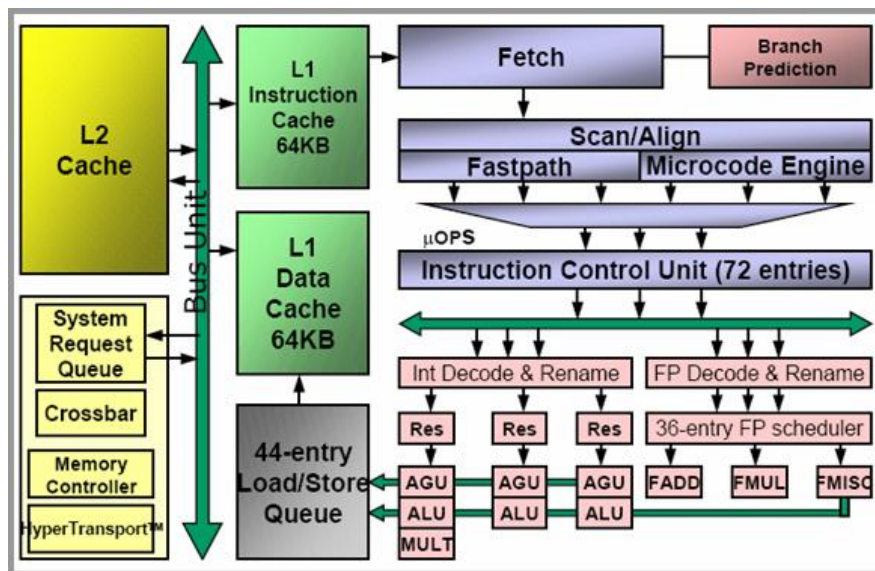 L2
Cache
Bus Unit
System
Request
Queue
Crossbar
Memory
Controller
HyperTransport™
L1
Instruction
Cache
64KB
L1
Data
Cache
64KB
44-entry
Load/Store
Queue
Fetch
Branch
Prediction
Scan/Align
Fastpath
Microcode Engine
μOPS
Instruction Control Unit (72 entries)
Int Decode & Rename
FP Decode & Rename
Res
Res
Res
36-entry FP scheduler
AGU
AGU
AGU
FADD
FMUL
FMISC
ALU
ALU
ALU
MULT